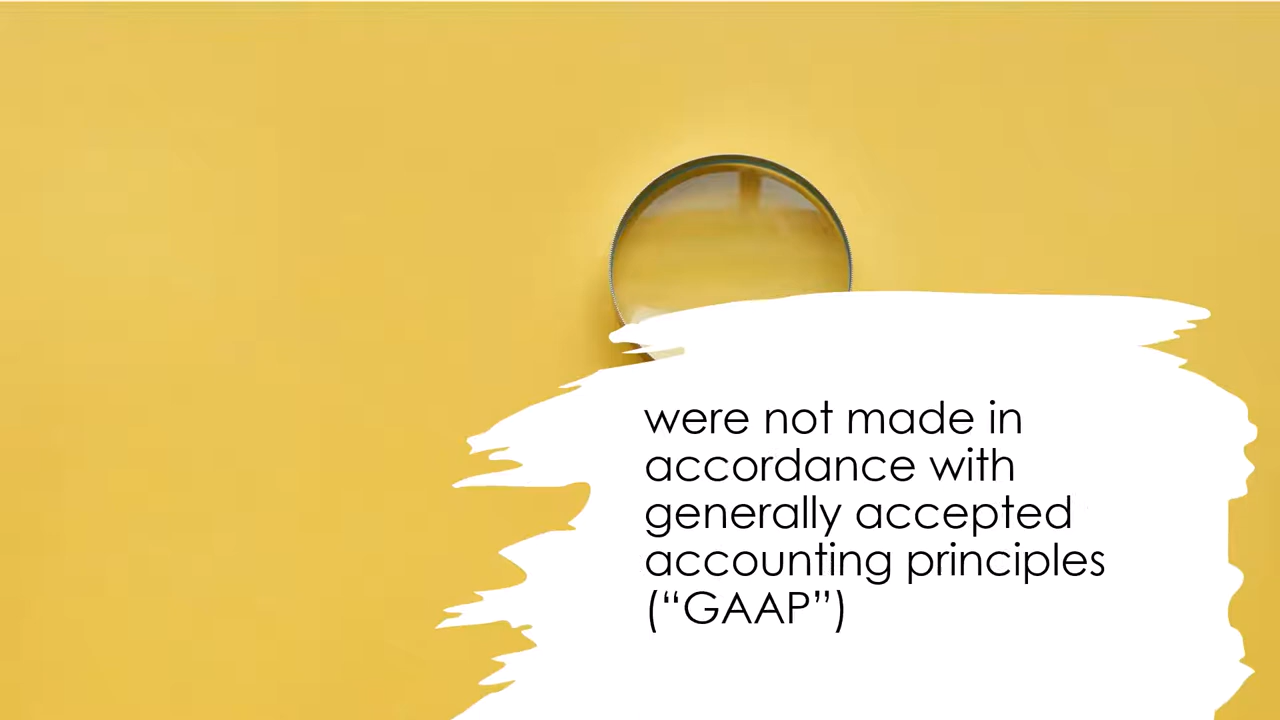 were not made in
accordance with
generally accepted
accounting principles
(“GAAP”)